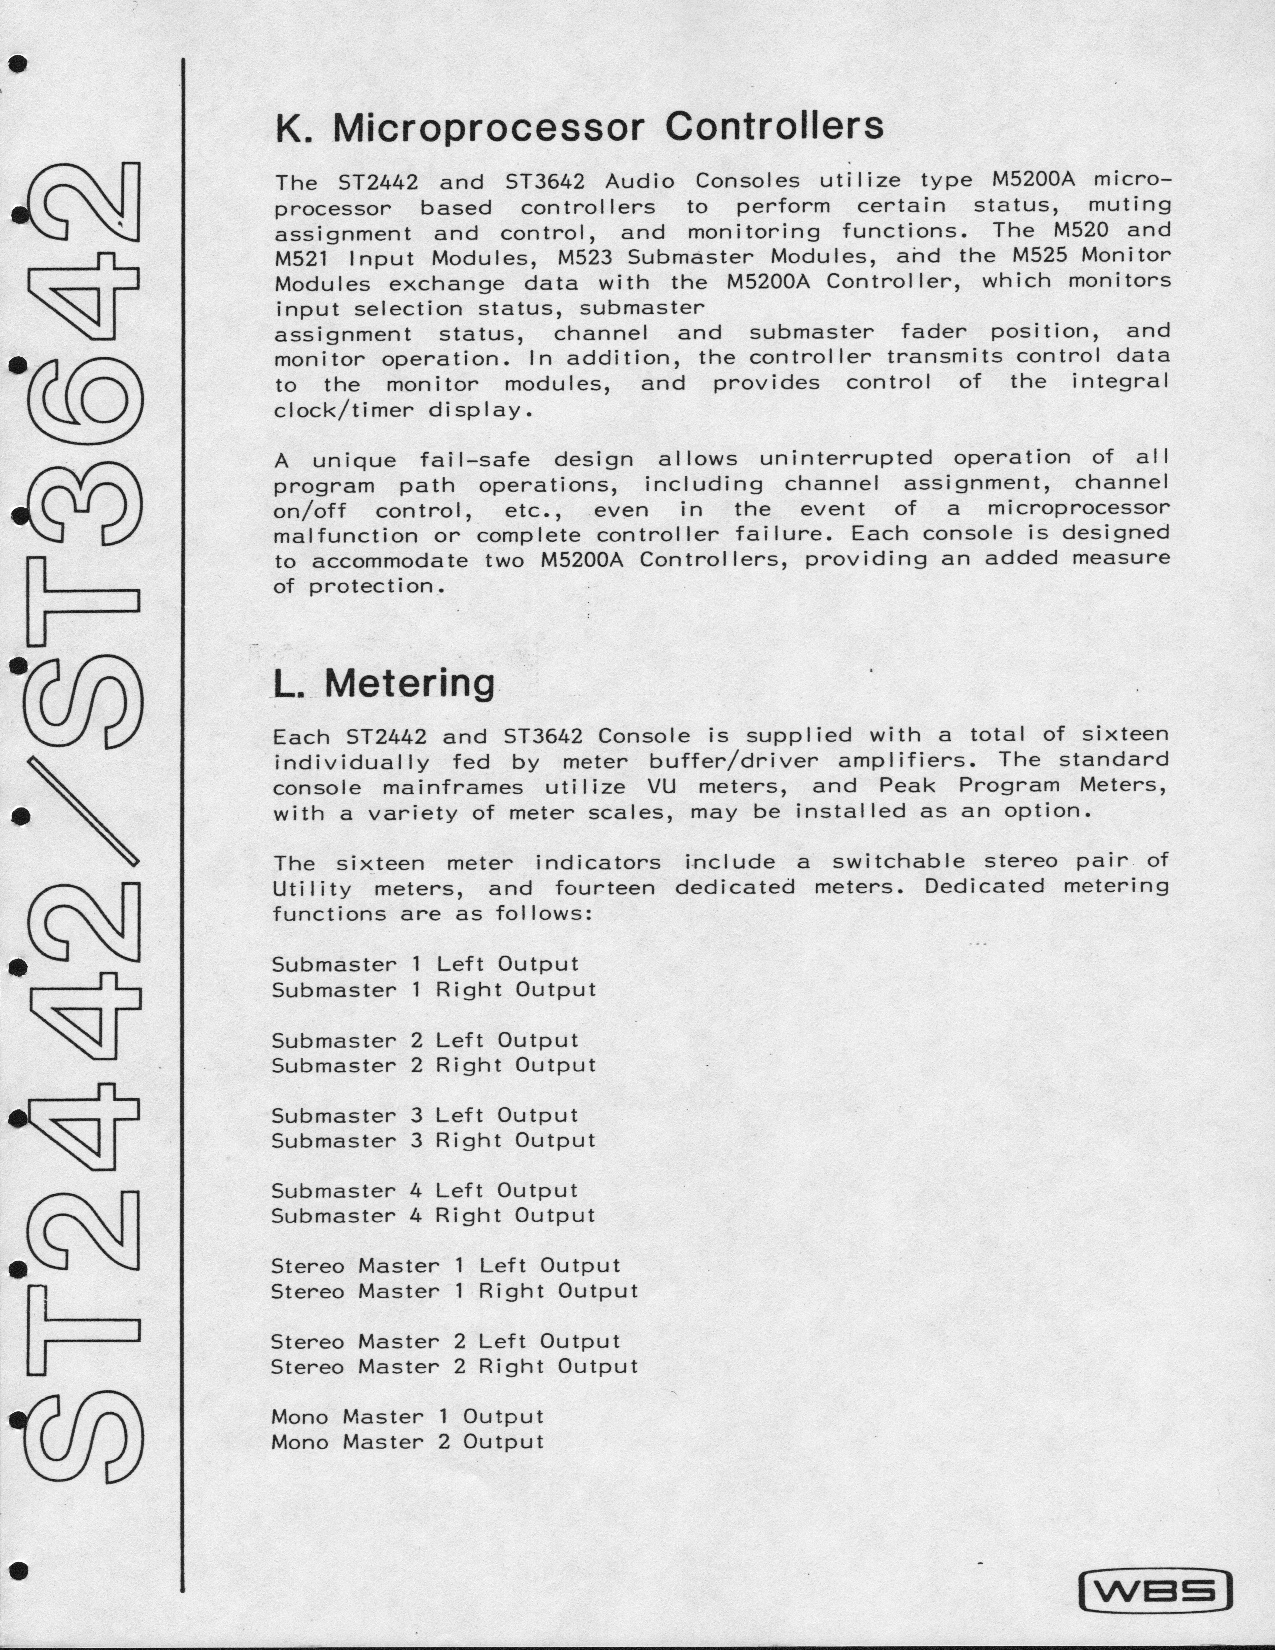 ST2442/ST3642
K. Microprocessor Controllers
The ST2442 and ST3642 Audio Consoles utilize type M5200A micro-
processor based controllers to perform certain status, muting
assignment and control, and monitoring functions. The M520 and
M521 Input Modules, M523 Submaster Modules, and the M525 Monitor
Modules exchange data with the M5200A Controller, which monitors
input selection status, submaster
assignment status, channel and submaster fader position, and
monitor operation. In addition, the controller transmits control data
to the monitor modules, and provides control of the integral
clock/timer display.
A unique fail-safe design allows uninterrupted operation of all
program path operations, including channel assignment, channel
on/off control, etc., even in the event of a microprocessor
malfunction or complete controller failure. Each console is designed
to accommodate two M5200A Controllers, providing an added measure
of protection.
L. Metering
Each ST2442 and ST3642 Console is supplied with a total of sixteen
individually fed by meter buffer/driver amplifiers. The standard
console mainframes utilize VU meters, and Peak Program Meters,
with a variety of meter scales, may be installed as an option.
The sixteen meter indicators include a switchable stereo pair of
Utility meters, and fourteen dedicated meters. Dedicated metering
functions are as follows:
Submaster 1 Left Output
Submaster 1 Right Output
Submaster 2 Left Output
Submaster 2 Right Output
Submaster 3 Left Output
Submaster 3 Right Output
Submaster 4 Left Output
Submaster 4 Right Output
Stereo Master 1 Left Output
Stereo Master 1 Right Output
Stereo Master 2 Left Output
Stereo Master 2 Right Output
Mono Master 1 Output
Mono Master 2 Output
WBS